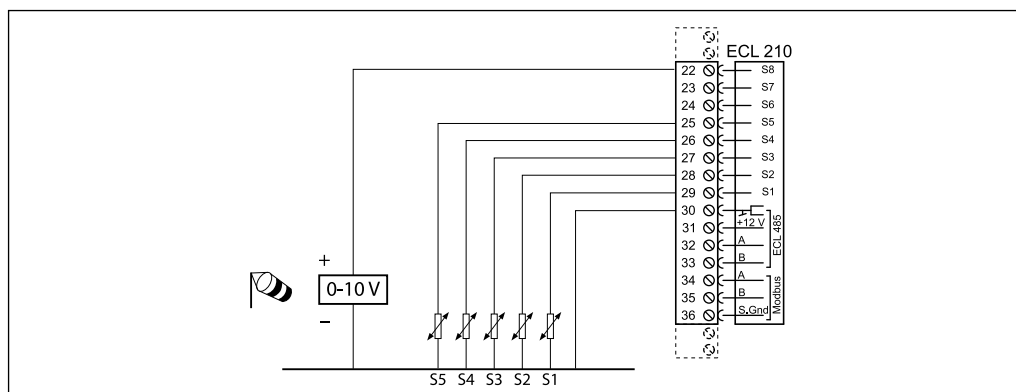 ECL 210
22 S8
23 S7
24 S6
25 S5
26 S4
27 S3
28 S2
29 S1
30
31 +12 V
32 A
33 B
ECL 485
34 A
35 B
36 S.Gnd
Modbus
+
0-10 V
−
S5 S4 S3 S2 S1